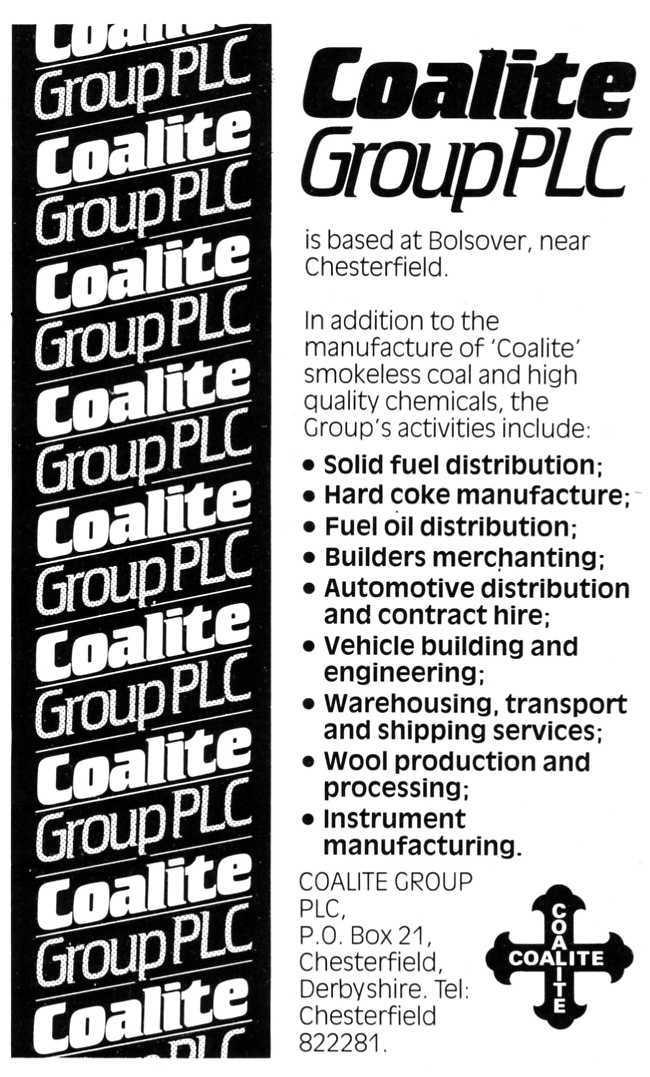 Coalite
Group PLC
Coalite
Group PLC
Coalite
Group PLC
Coalite
Group PLC
Coalite
Group PLC
Coalite
Group PLC
Coalite
Group PLC
Coalite
Group PLC
Coalite
Group PLC
Coalite
Group PLC
is based at Bolsover, near
Chesterfield.
In addition to the
manufacture of ‘Coalite’
smokeless coal and high
quality chemicals, the
Group's activities include:
• Solid fuel distribution;
• Hard coke manufacture;
• Fuel oil distribution;
• Builders merchanting;
• Automotive distribution
and contract hire;
• Vehicle building and
engineering;
• Warehousing, transport
and shipping services;
• Wool production and
processing;
• Instrument
manufacturing.
COALITE GROUP
PLC,
P.O. Box 21,
Chesterfield,
Derbyshire. Tel:
Chesterfield
822281.
COALITE
COALITE